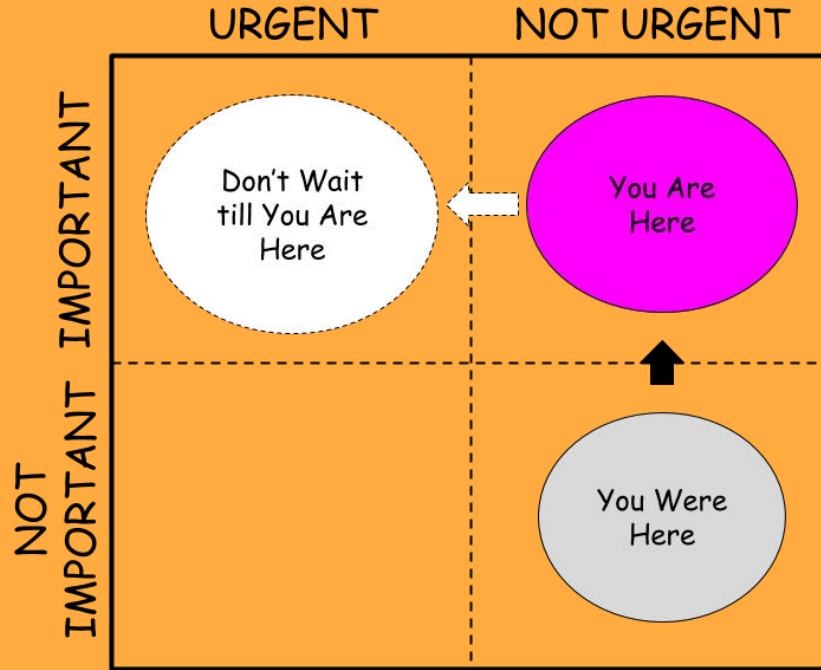 URGENT
NOT URGENT
IMPORTANT
Don't Wait
till You Are
Here
You Are
Here
NOT
IMPORTANT
You Were
Here